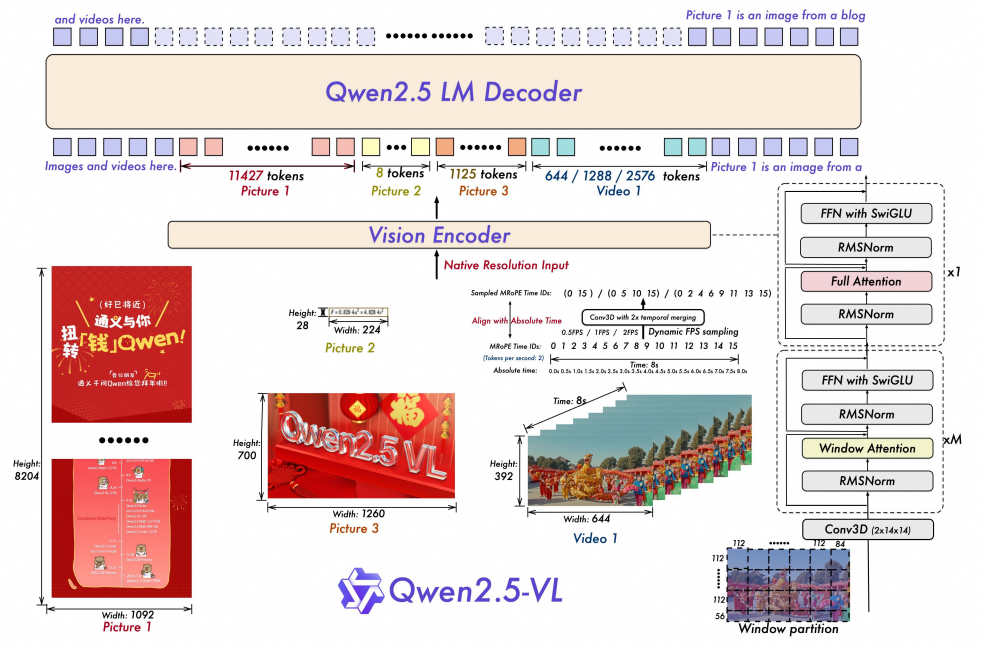 and videos here.
Picture 1 is an image from a blog
Qwen2.5 LM Decoder
Images and videos here.
11427 tokens
Picture 1
8 tokens
Picture 2
1125 tokens
Picture 3
644 / 1288 / 2576 tokens
Video 1
Picture 1 is an image from a
Vision Encoder
Native Resolution Input
Height:
8204
(好已将近)
通义与你
扭转「钱」Qwen!
通义千问Qwen给您拜年啦!!
Width: 1092
Picture 1
Height:
28
Width: 224
Picture 2
Height:
700
福
Qwen2.5 VL
Width: 1260
Picture 3
Sampled MRoPE Time IDs: (0 15) / (0 5 10 15) / (0 2 4 6 9 11 13 15)
Align with Absolute Time
Conv3D with 2x temporal merging
0.5FPS / 1FPS / 2FPS
Dynamic FPS sampling
MRoPE Time IDs: 0 1 2 3 4 5 6 7 8 9 10 11 12 13 14 15
(Tokens per second: 2)
Time: 8s
Absolute time: 0.0s 0.5s 1.0s 1.5s 2.0s 2.5s 3.0s 3.5s 4.0s 4.5s 5.0s 5.5s 6.0s 6.5s 7.0s 7.5s 8.0s
Time: 8s
Height:
392
Width: 644
Video 1
Qwen2.5-VL
FFN with SwiGLU
RMSNorm
Full Attention
RMSNorm
x1
FFN with SwiGLU
RMSNorm
Window Attention
RMSNorm
xM
Conv3D (2x14x14)
112 112 84
112
112
56
Window partition